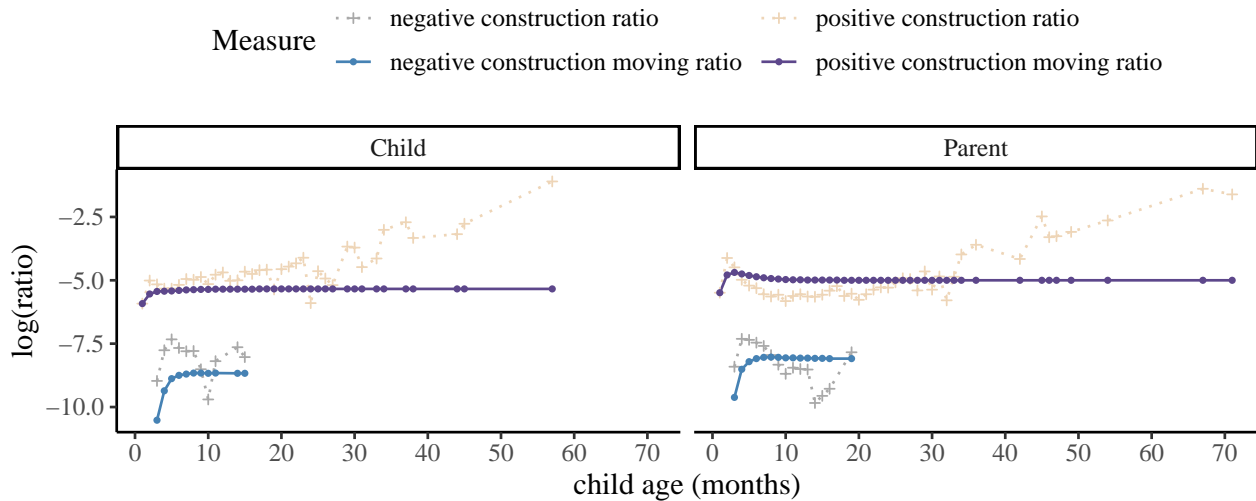 Measure
negative construction ratio
positive construction ratio
negative construction moving ratio
positive construction moving ratio
Child
Parent
log(ratio)
−2.5
−5.0
−7.5
−10.0
0 10 20 30 40 50 60 70
0 10 20 30 40 50 60 70
child age (months)